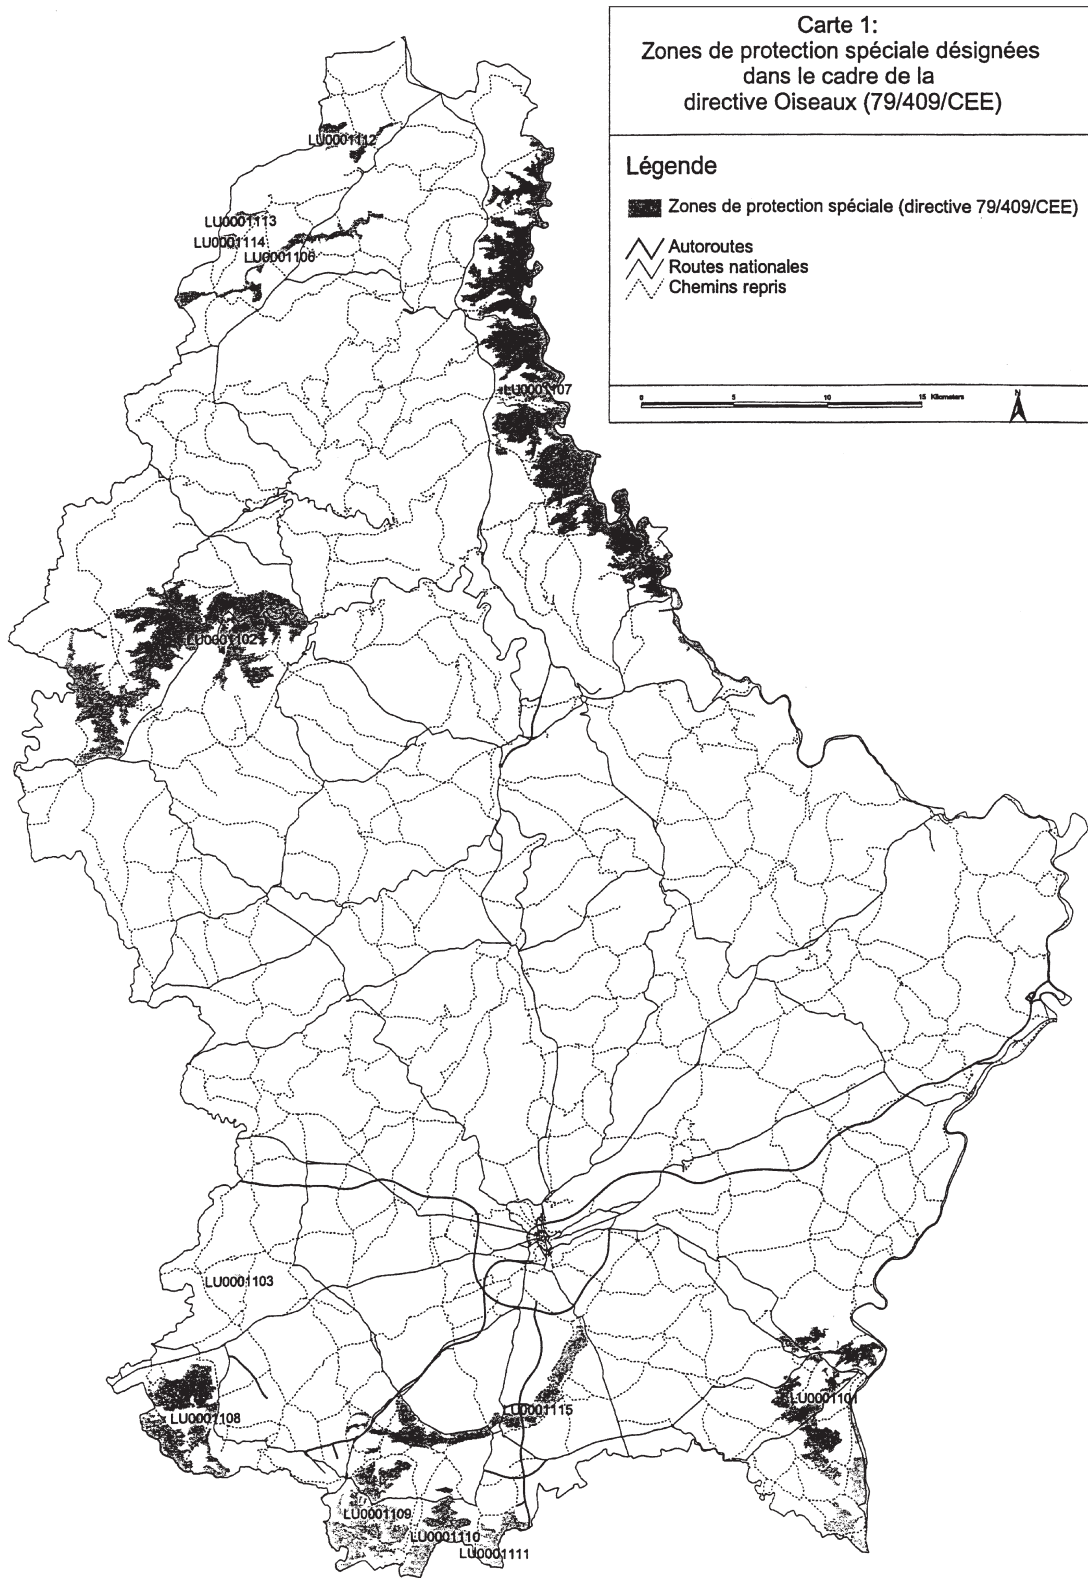 Carte 1:
Zones de protection spéciale désignées
dans le cadre de la
directive Oiseaux (79/409/CEE)
Légende
Zones de protection spéciale (directive 79/409/CEE)
Autoroutes
Routes nationales
Chemins repris
0 5 10 15 Kilometers
N
LU0001112
LU0001113
LU0001114
LU0001106
LU0001107
LU0001102
LU0001103
LU0001108
LU0001115
LU0001101
LU0001109
LU0001110
LU0001111